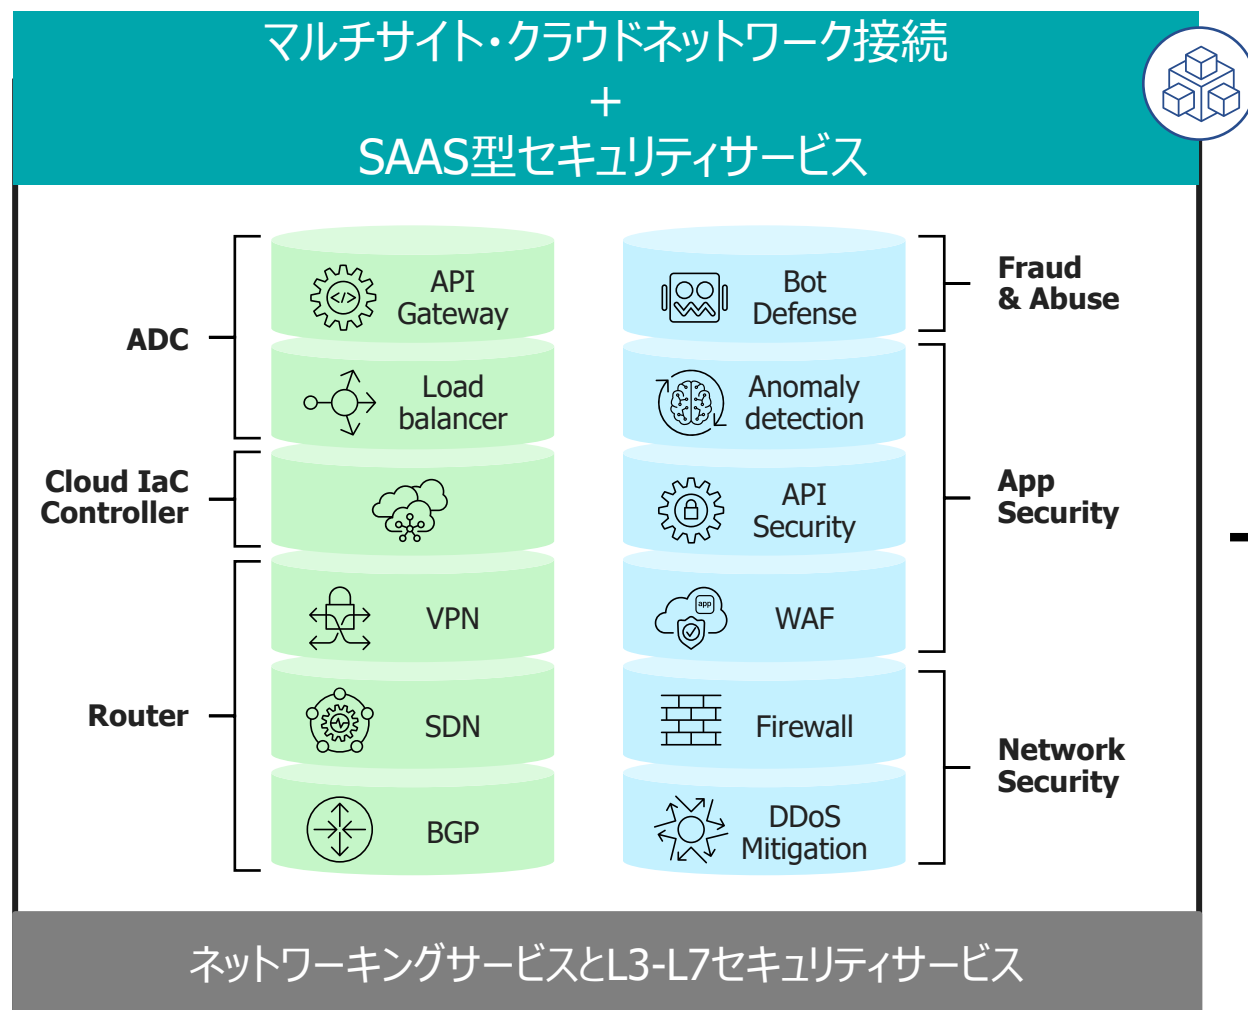 マルチサイト・クラウドネットワーク接続
+
SAAS型セキュリティサービス
ADC
Cloud IaC
Controller
Router
</>
API
Gateway
Load
balancer
VPN
SDN
BGP
Bot
Defense
Anomaly
detection
API
Security
app
WAF
Firewall
DDoS
Mitigation
Fraud
& Abuse
App
Security
Network
Security
ネットワーキングサービスとL3-L7セキュリティサービス